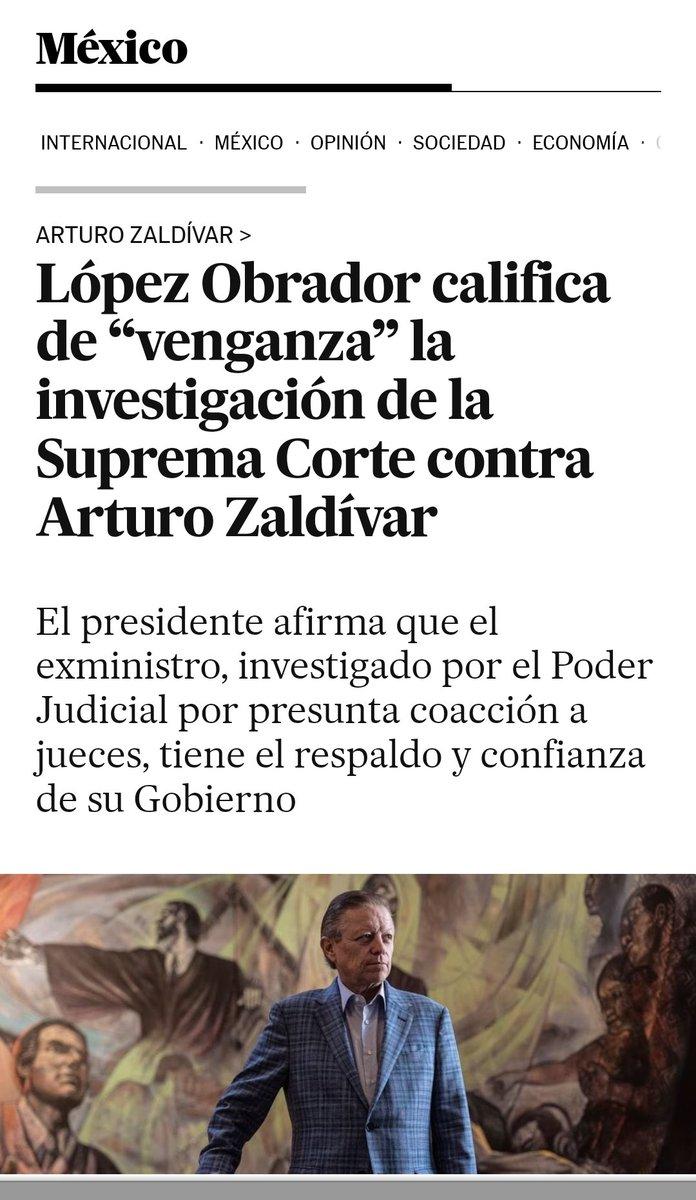 México
INTERNACIONAL · MÉXICO · OPINIÓN · SOCIEDAD · ECONOMÍA ·
ARTURO ZALDÍVAR >
López Obrador califica
de “venganza” la
investigación de la
Suprema Corte contra
Arturo Zaldívar
El presidente afirma que el
exministro, investigado por el Poder
Judicial por presunta coacción a
jueces, tiene el respaldo y confianza
de su Gobierno